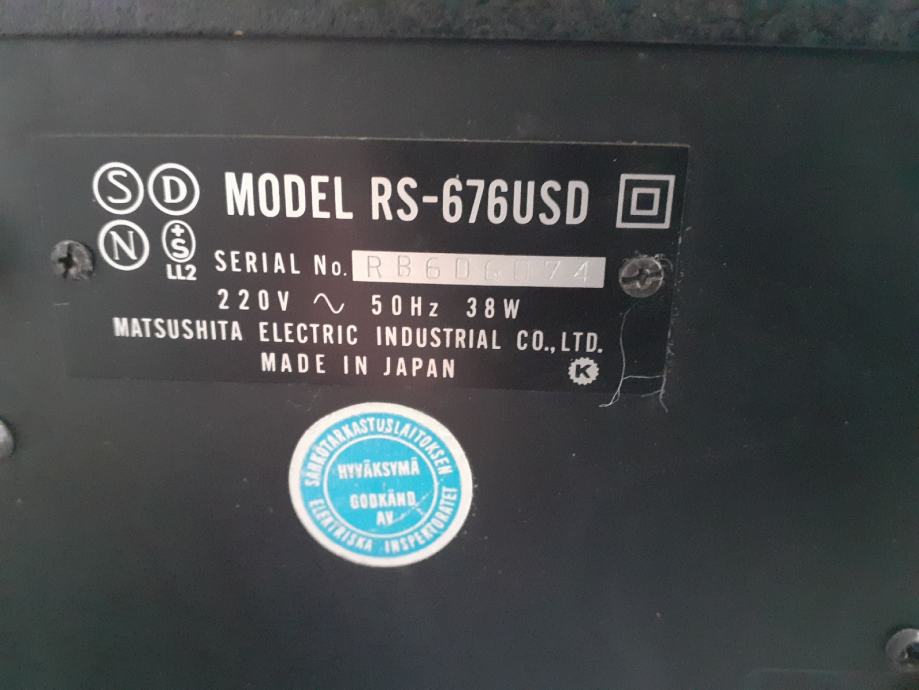 S D MODEL RS-676USD
N +S LL2
SERIAL No. RB6D6D74
220V ∿ 50Hz 38W
MATSUSHITA ELECTRIC INDUSTRIAL CO.,LTD.
MADE IN JAPAN K
SÄHKÖTARKASTUSLAITOKSEN
HYVÄKSYMÄ
GODKÄND
AV
ELEKTRISKA INSPEKTORATET